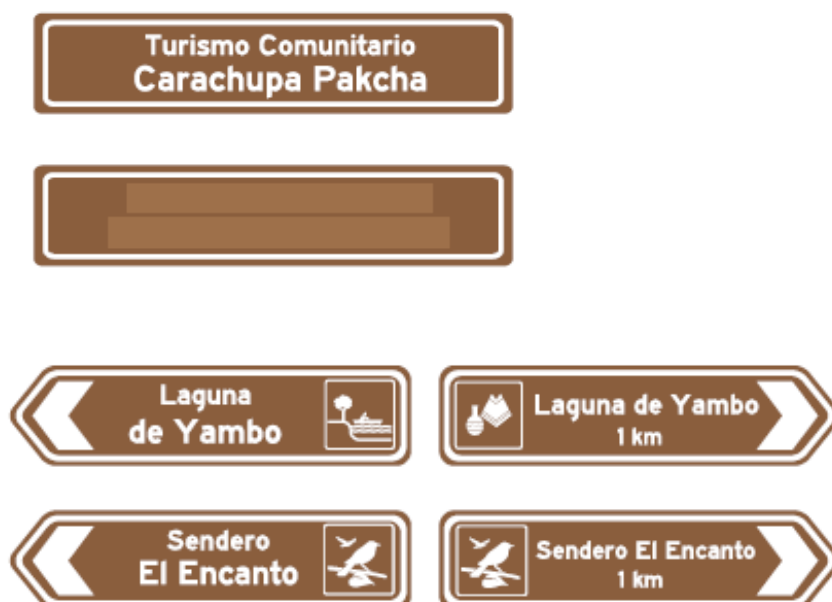 Turismo Comunitario
Carachupa Pakcha
Laguna
de Yambo
Laguna de Yambo
1 km
Sendero
El Encanto
Sendero El Encanto
1 km